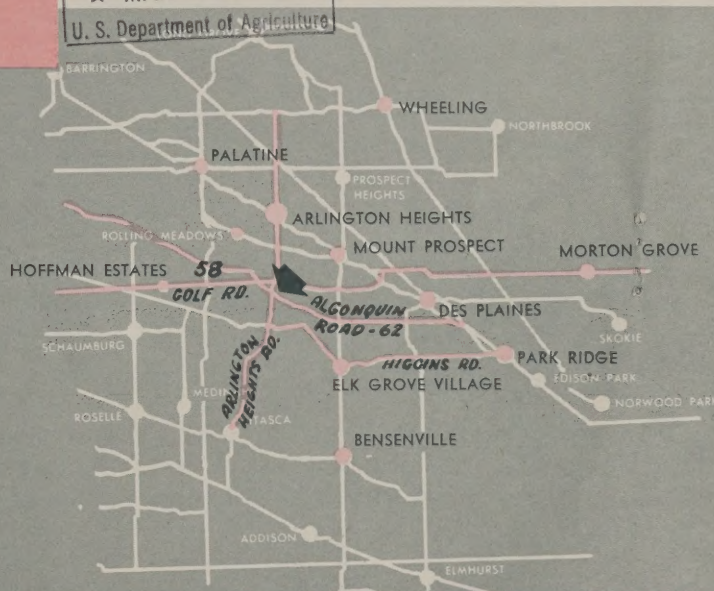 U. S. Department of Agriculture
BARRINGTON
WHEELING
NORTHBROOK
PALATINE
PROSPECT
HEIGHTS
ARLINGTON HEIGHTS
ROLLING MEADOWS
MOUNT PROSPECT
MORTON GROVE
HOFFMAN ESTATES
58
GOLF RD.
ALGONQUIN
ROAD-62
DES PLAINES
SKOKIE
SCHAUMBURG
ARLINGTON
HEIGHTS RD.
HIGGINS RD.
PARK RIDGE
ELK GROVE VILLAGE
EDISON PARK
NORWOOD PARK
ROSELLE
BENSENVILLE
ADDISON
ELMHURST